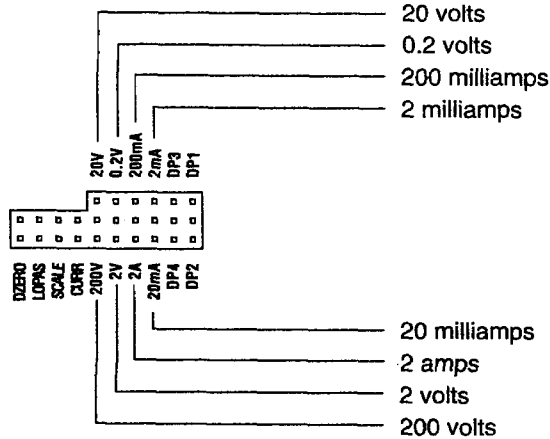 20 volts
0.2 volts
200 milliamps
2 milliamps
20V 0.2V 200mA 2mA DP3 DP1
DZERO LOPAS SCALE CURR 200V 2V 2A 20mA DP4 DP2
20 milliamps
2 amps
2 volts
200 volts